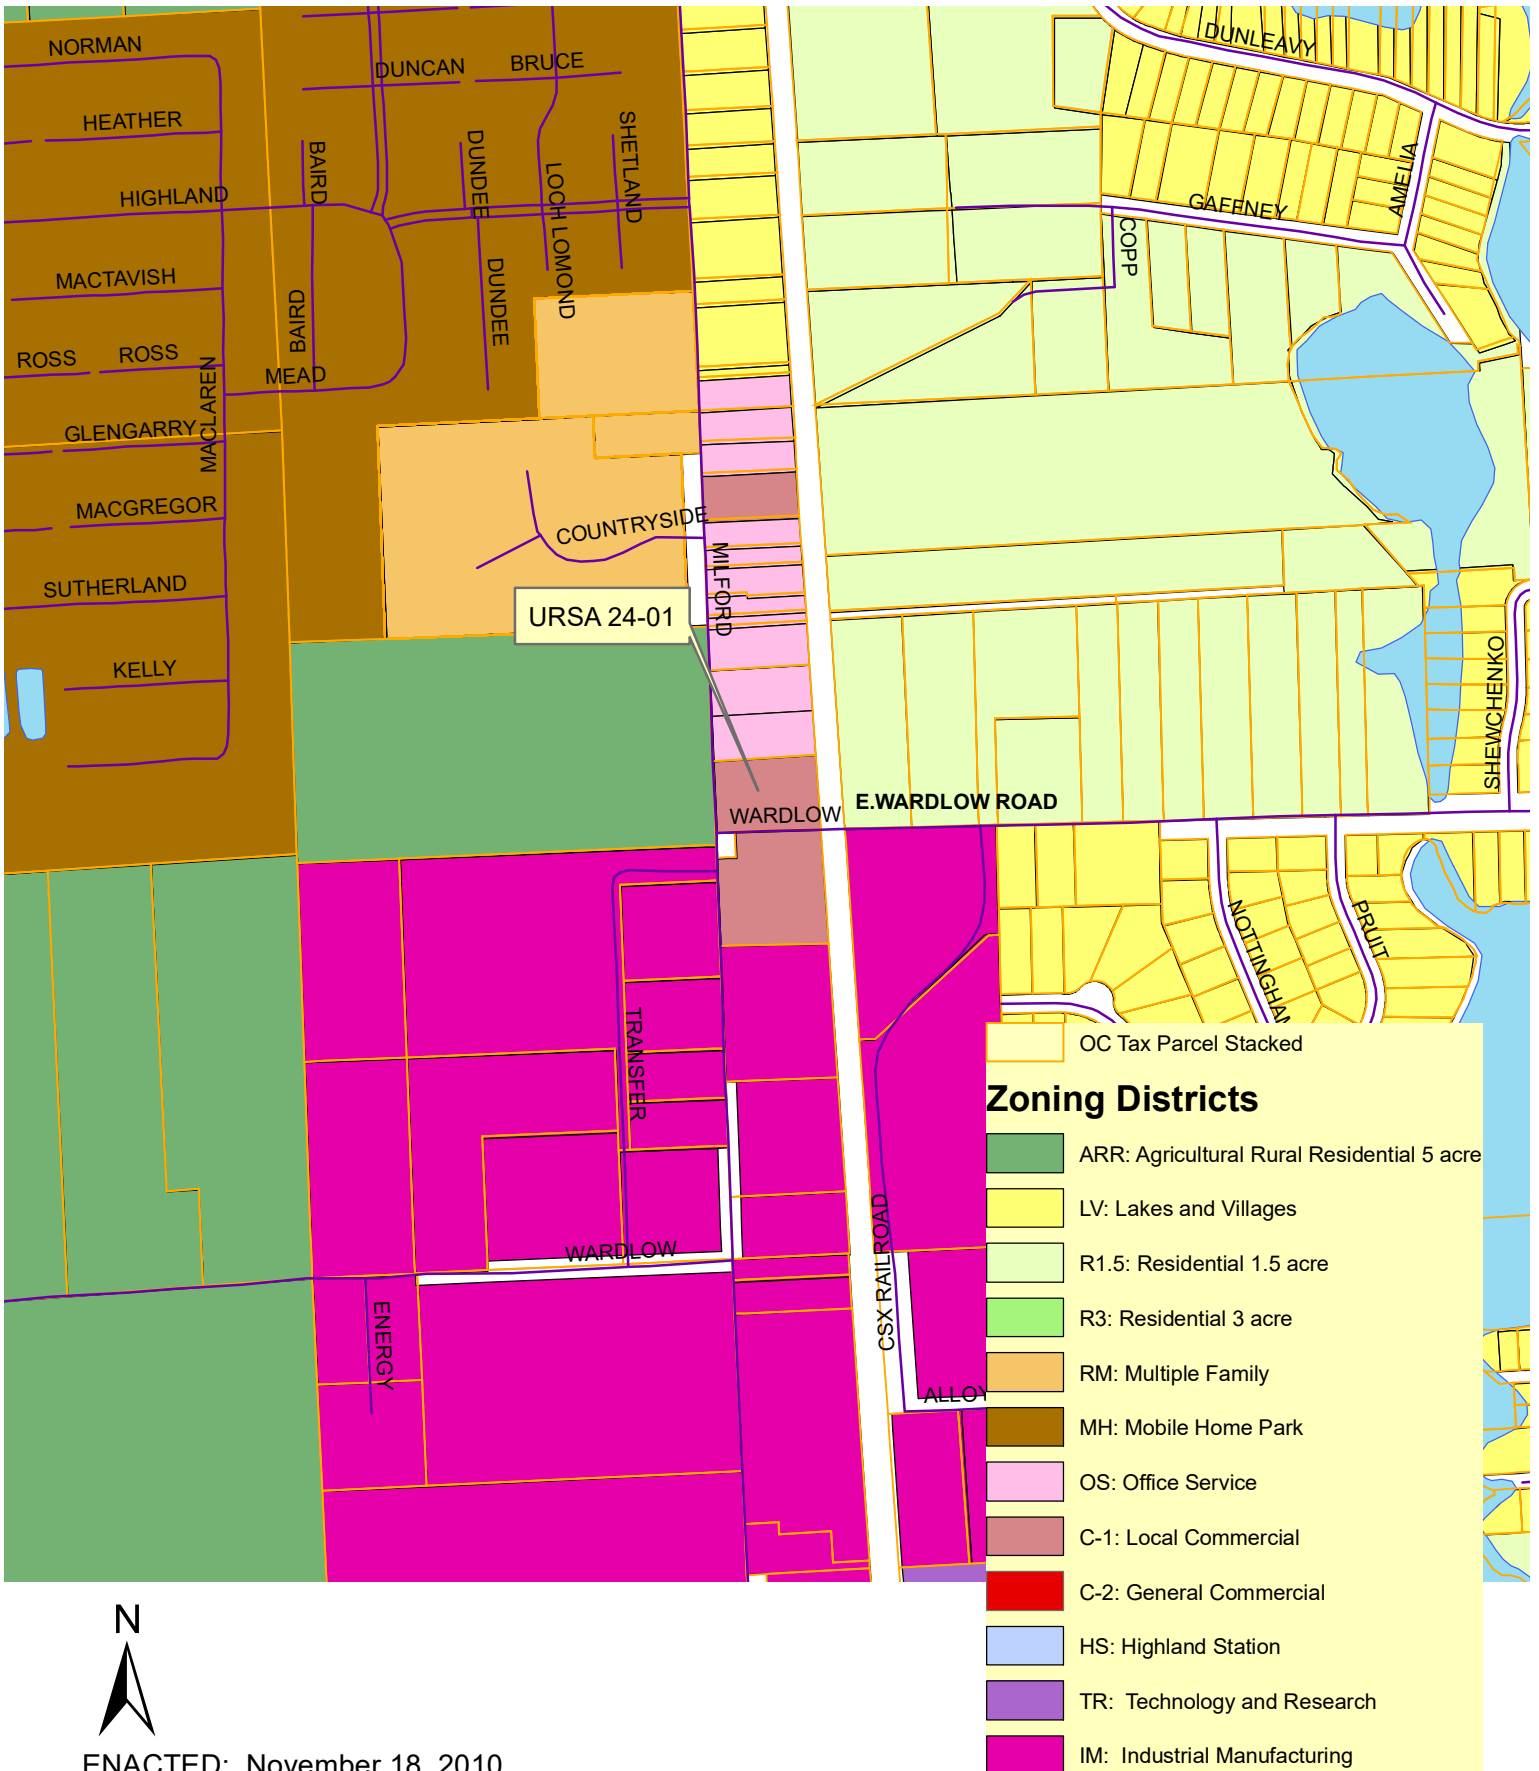 NORMAN
DUNCAN
BRUCE
DUNLEAVY
HEATHER
BAIRD
DUNDEE
LOCH LOMOND
SHETLAND
AMELIA
HIGHLAND
GAFFNEY
COPP
MACTAVISH
BAIRD
DUNDEE
ROSS
ROSS
MACLAREN
MEAD
GLENGARRY
MACGREGOR
COUNTRYSIDE
MILFORD
SUTHERLAND
URSA 24-01
KELLY
SHEWCHENKO
WARDLOW
E.WARDLOW ROAD
NOTTINGHAM
PRUIT
TRANSFER
WARDLOW
CSX RAILROAD
ENERGY
ALLOY
OC Tax Parcel Stacked
Zoning Districts
ARR: Agricultural Rural Residential 5 acre
LV: Lakes and Villages
R1.5: Residential 1.5 acre
R3: Residential 3 acre
RM: Multiple Family
MH: Mobile Home Park
OS: Office Service
C-1: Local Commercial
C-2: General Commercial
HS: Highland Station
TR: Technology and Research
IM: Industrial Manufacturing
N
ENACTED: November 18, 2010